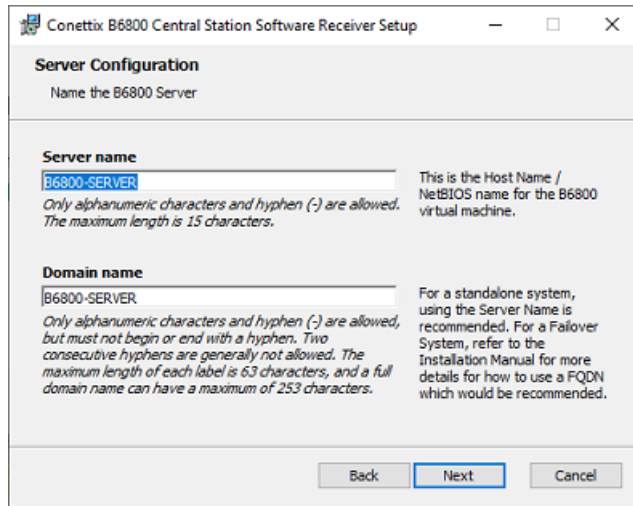 Conettix B6800 Central Station Software Receiver Setup
Server Configuration
Name the B6800 Server
Server name
B6800-SERVER
Only alphanumeric characters and hyphen (-) are allowed.
The maximum length is 15 characters.
This is the Host Name /
NetBIOS name for the B6800
virtual machine.
Domain name
B6800-SERVER
Only alphanumeric characters and hyphen (-) are allowed,
but must not begin or end with a hyphen. Two
consecutive hyphens are generally not allowed. The
maximum length of each label is 63 characters, and a full
domain name can have a maximum of 253 characters.
For a standalone system,
using the Server Name is
recommended. For a Failover
System, refer to the
Installation Manual for more
details for how to use a FQDN
which would be recommended.
Back
Next
Cancel